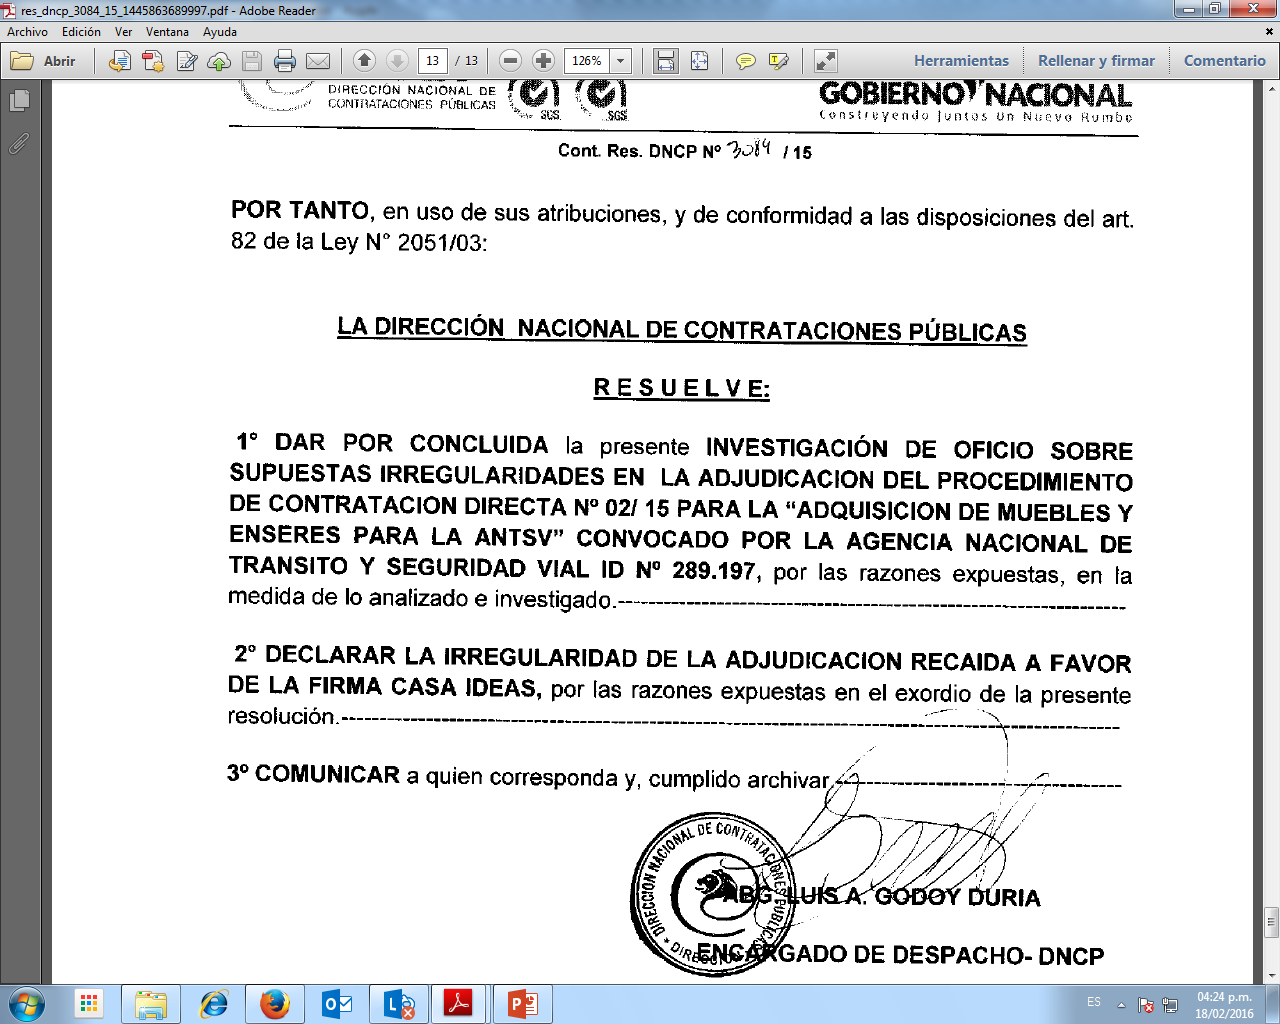 res_dncp_3084_15_1445863689997.pdf - Adobe Reader
Archivo Edición Ver Ventana Ayuda
Abrir 13 / 13 126% Herramientas Rellenar y firmar Comentario
DIRECCIÓN NACIONAL DE
CONTRATACIONES PÚBLICAS
SGS SGS
GOBIERNO NACIONAL
Construyendo Juntos Un Nuevo Rumbo
Cont. Res. DNCP Nº 3084 / 15
POR TANTO, en uso de sus atribuciones, y de conformidad a las disposiciones del art.
82 de la Ley N° 2051/03:
LA DIRECCIÓN NACIONAL DE CONTRATACIONES PÚBLICAS
R E S U E L V E:
1° DAR POR CONCLUIDA la presente INVESTIGACIÓN DE OFICIO SOBRE
SUPUESTAS IRREGULARIDADES EN LA ADJUDICACION DEL PROCEDIMIENTO
DE CONTRATACION DIRECTA Nº 02/ 15 PARA LA “ADQUISICION DE MUEBLES Y
ENSERES PARA LA ANTSV” CONVOCADO POR LA AGENCIA NACIONAL DE
TRANSITO Y SEGURIDAD VIAL ID Nº 289.197, por las razones expuestas, en la
medida de lo analizado e investigado.----------------------------------------------------------------------
2° DECLARAR LA IRREGULARIDAD DE LA ADJUDICACION RECAIDA A FAVOR
DE LA FIRMA CASA IDEAS, por las razones expuestas en el exordio de la presente
resolución.-----------------------------------------------------------------------------------------------------------
3º COMUNICAR a quien corresponda y, cumplido archivar.---------------------------------------
DIRECCION NACIONAL DE CONTRATACIONES PUBLICAS
ABG. LUIS A. GODOY DURIA
ENCARGADO DE DESPACHO- DNCP
ES 04:24 p.m.
18/02/2016